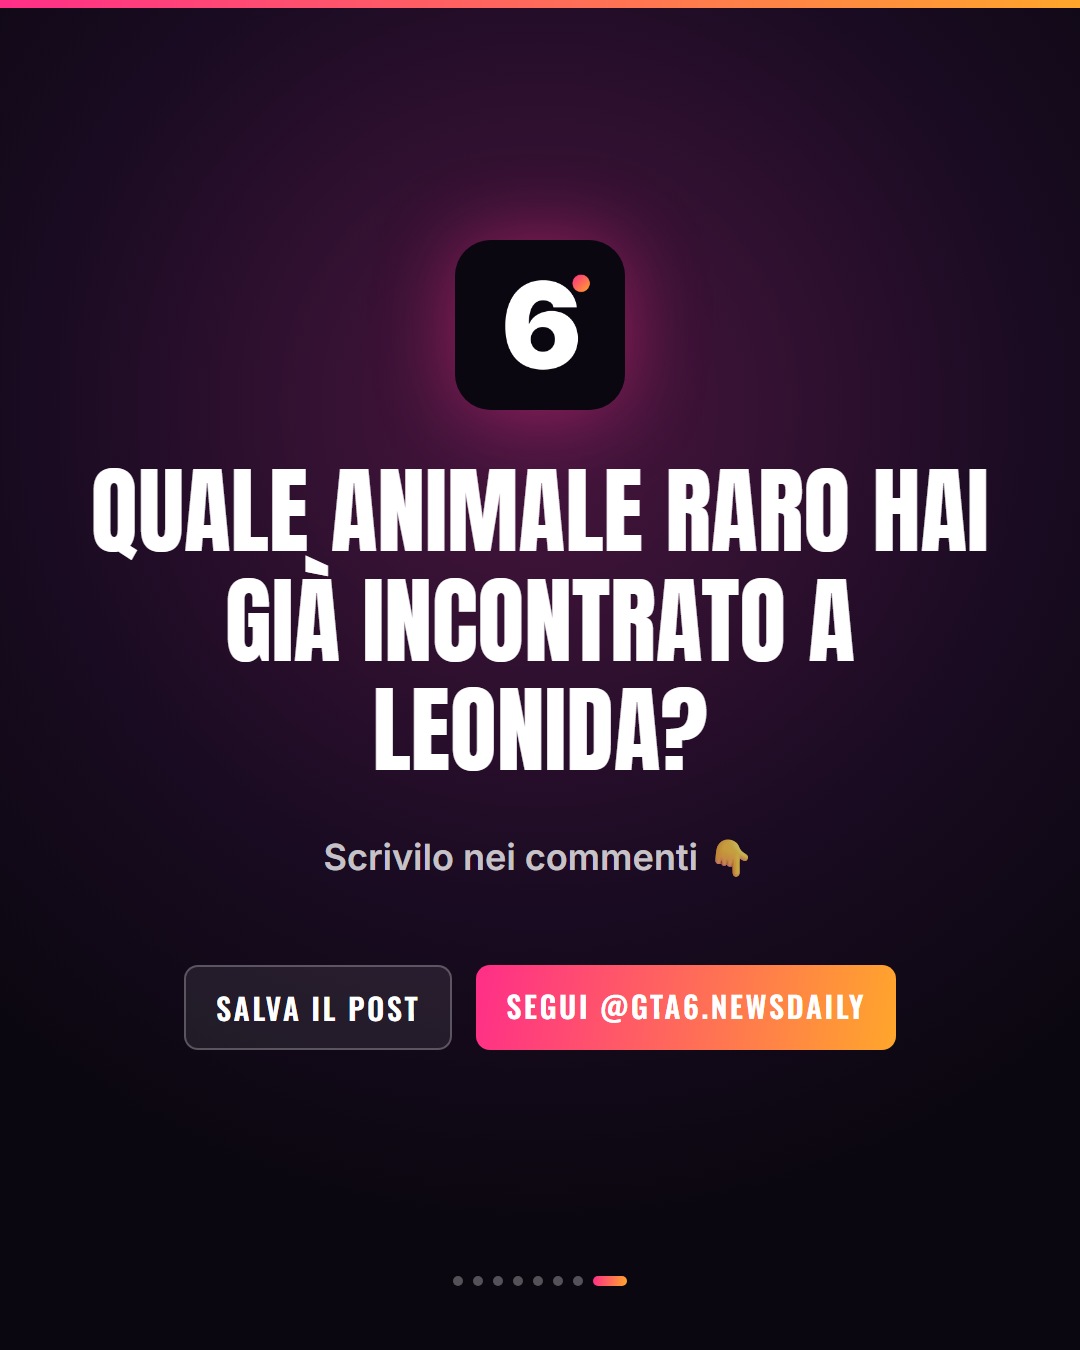 6
QUALE ANIMALE RARO HAI
GIÀ INCONTRATO A
LEONIDA?
Scrivilo nei commenti 👇
SALVA IL POST
SEGUI @GTA6.NEWSDAILY